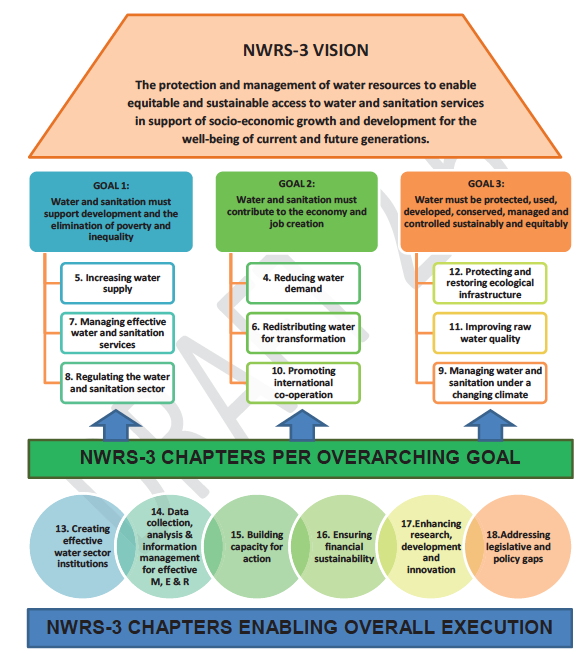 NWRS-3 VISION
The protection and management of water resources to enable
equitable and sustainable access to water and sanitation services
in support of socio-economic growth and development for the
well-being of current and future generations.
GOAL 1:
Water and sanitation must
support development and the
elimination of poverty and
inequality
GOAL 2:
Water and sanitation must
contribute to the economy and
job creation
GOAL 3:
Water must be protected, used,
developed, conserved, managed and
controlled sustainably and equitably
5. Increasing water
supply
7. Managing effective
water and sanitation
services
8. Regulating the water
and sanitation sector
4. Reducing water
demand
6. Redistributing water
for transformation
10. Promoting
international
co-operation
12. Protecting and
restoring ecological
infrastructure
11. Improving raw
water quality
9. Managing water and
sanitation under a
changing climate
NWRS-3 CHAPTERS PER OVERARCHING GOAL
13. Creating
effective
water sector
institutions
14. Data
collection,
analysis &
information
management
for effective
M, E & R
15. Building
capacity for
action
16. Ensuring
financial
sustainability
17.Enhancing
research,
development
and
innovation
18.Addressing
legislative and
policy gaps
NWRS-3 CHAPTERS ENABLING OVERALL EXECUTION